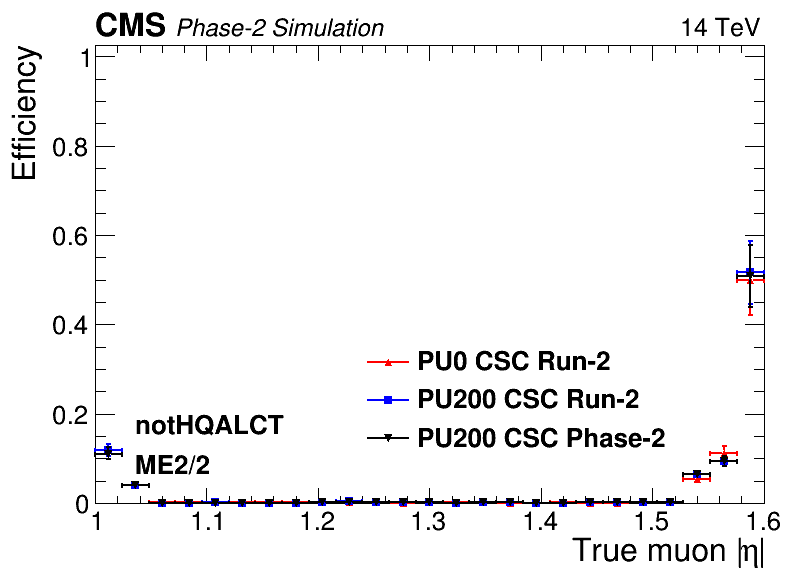 CMS Phase-2 Simulation 14 TeV
Efficiency
1
0.8
0.6
0.4
0.2
0
PU0 CSC Run-2
PU200 CSC Run-2
PU200 CSC Phase-2
notHQALCT
ME2/2
1 1.1 1.2 1.3 1.4 1.5 1.6
True muon |η|